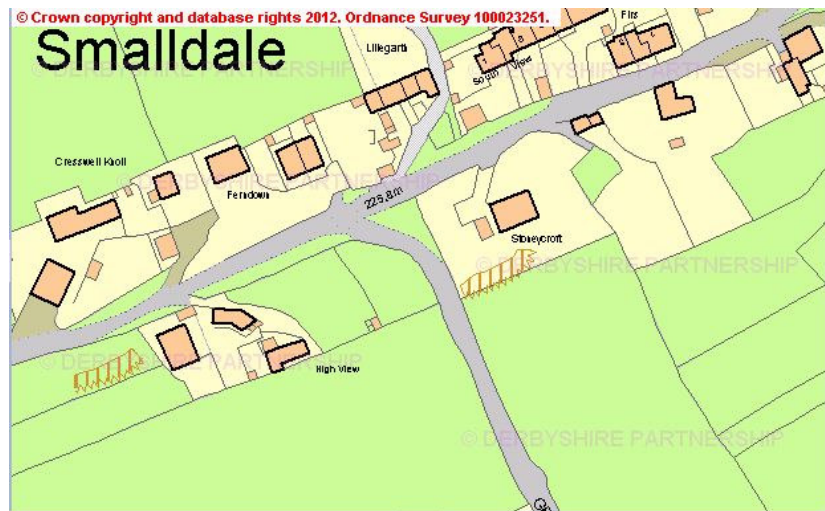 © Crown copyright and database rights 2012. Ordnance Survey 100023251.
Smalldale
Lillegarth
Firs
South View
© DERBYSHIRE PARTNERSHIP
© DERBYSHIRE PARTNERSHIP
Cresswell Knoll
© DERBYSHIRE PARTNERSHIP
Ferndown
225.8m
Stoneycroft
© DERBYSHIRE PARTNERSHIP
© DERBYSHIRE PARTNERSHIP
High View
© DERBYSHIRE PARTNERSHIP